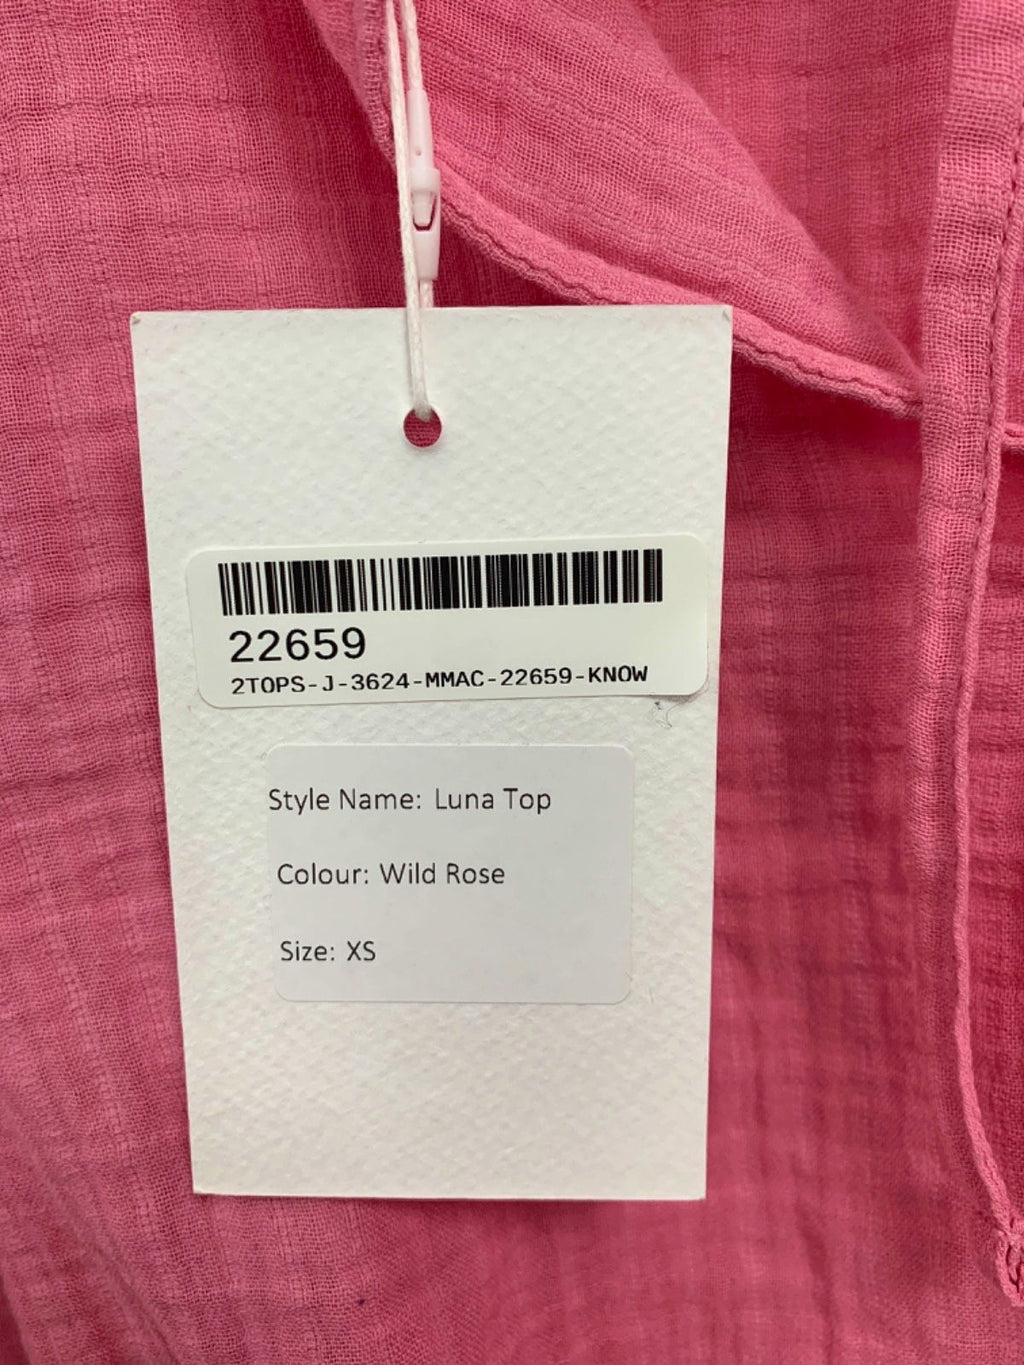 22659
2TOPS-J-3624-MMAC-22659-KNOW
Style Name: Luna Top
Colour: Wild Rose
Size: XS